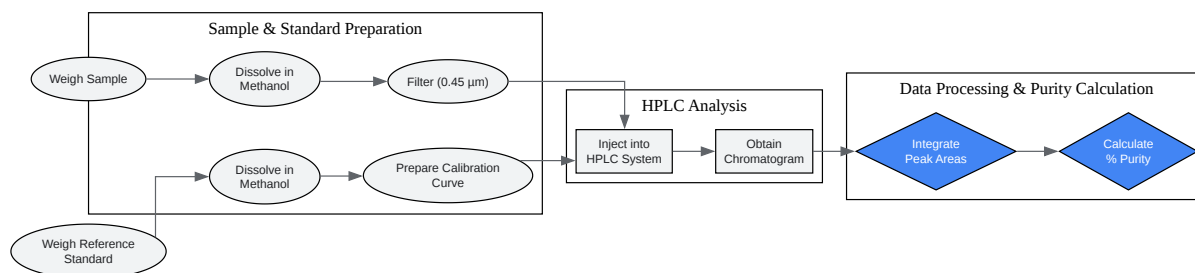 Sample & Standard Preparation
Weigh Sample
Dissolve in
Methanol
Filter (0.45 µm)
Dissolve in
Methanol
Prepare Calibration
Curve
Weigh Reference
Standard
HPLC Analysis
Inject into
HPLC System
Obtain
Chromatogram
Data Processing & Purity Calculation
Integrate
Peak Areas
Calculate
% Purity